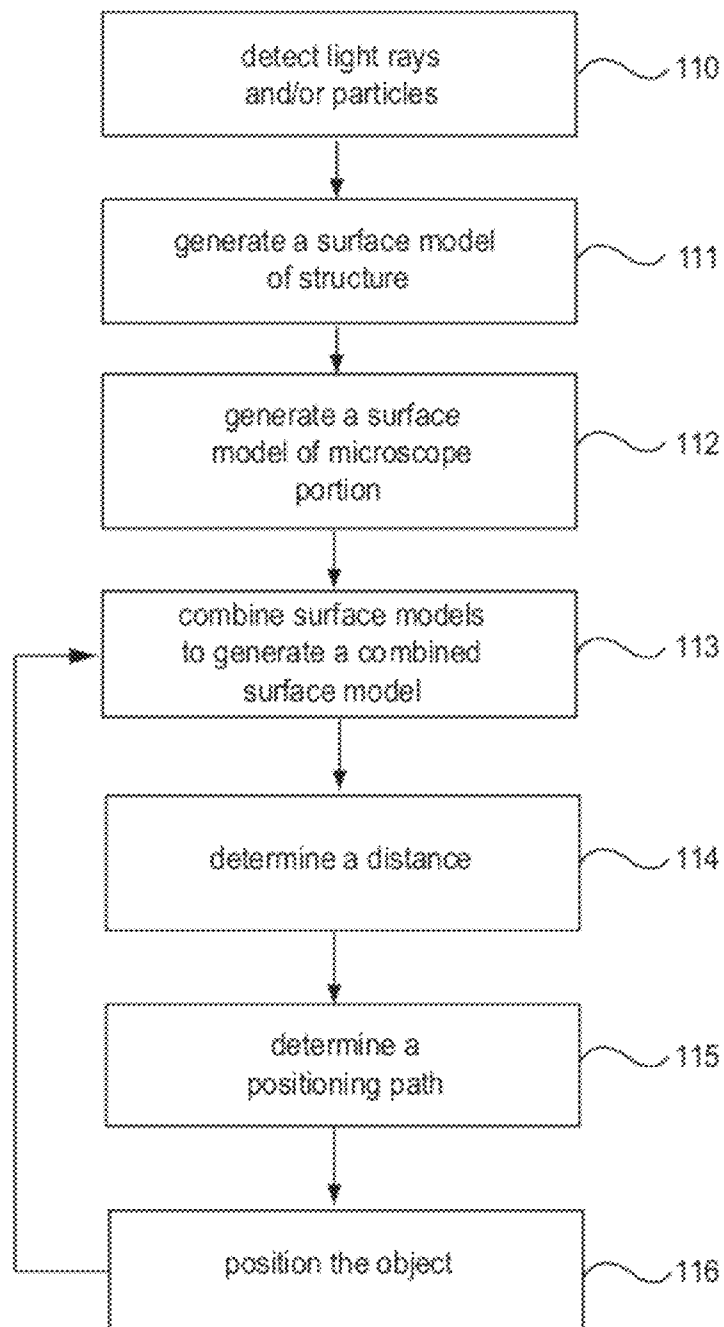 detect light rays
and/or particles
110
generate a surface model
of structure
111
generate a surface
model of microscope
portion
112
combine surface models
to generate a combined
surface model
113
determine a distance
114
determine a
positioning path
115
position the object
116